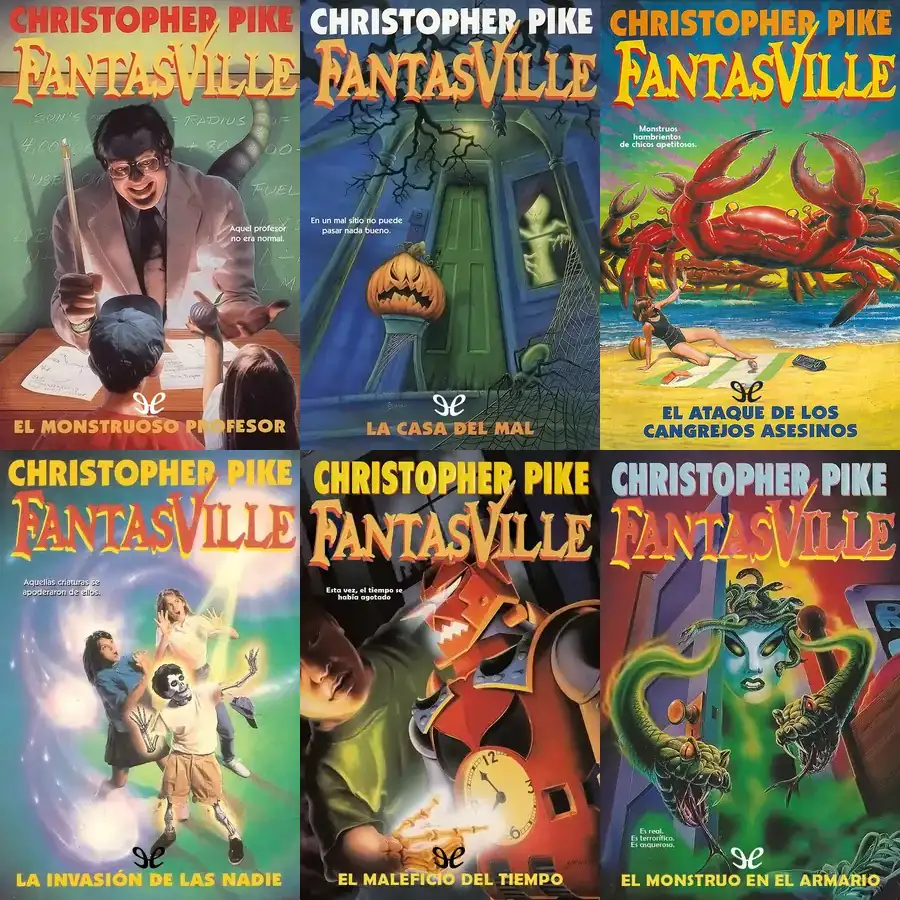 CHRISTOPHER PIKE
FANTASVILLE
Aquel profesor
no era normal.
EL MONSTRUOSO PROFESOR
CHRISTOPHER PIKE
FANTASVILLE
En un mal sitio no puede
pasar nada bueno.
LA CASA DEL MAL
CHRISTOPHER PIKE
FANTASVILLE
Monstruos
hambrientos
de chicos apetitosos.
EL ATAQUE DE LOS
CANGREJOS ASESINOS
CHRISTOPHER PIKE
FANTASVILLE
Aquellas criaturas se
apoderaron de ellos.
LA INVASIÓN DE LAS NADIE
CHRISTOPHER PIKE
FANTASVILLE
Esta vez, el tiempo se
había agotado
12
6
EL MALEFICIO DEL TIEMPO
CHRISTOPHER PIKE
FANTASVILLE
Es real.
Es terrorífico.
Es asqueroso.
EL MONSTRUO EN EL ARMARIO